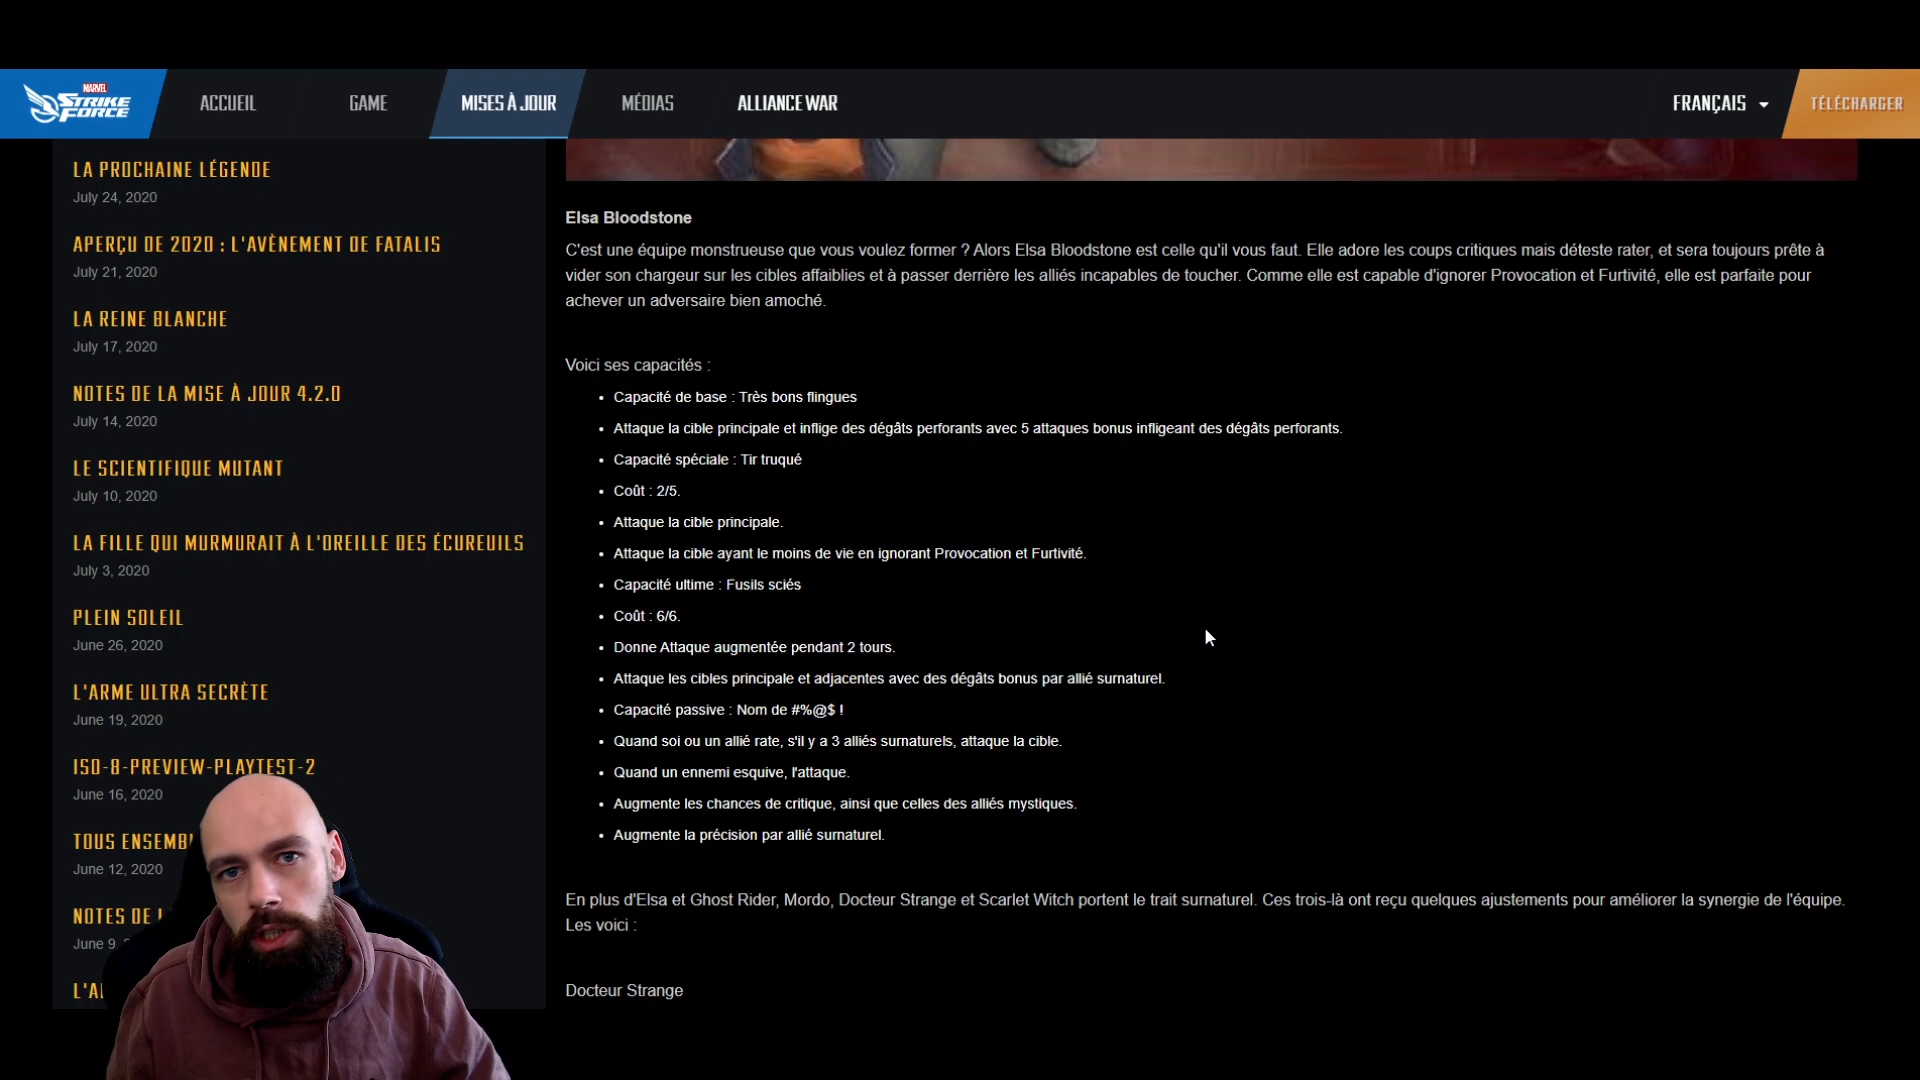 MARVEL
STRIKE
FORCE
ACCUEIL
GAME
MISES À JOUR
MÉDIAS
ALLIANCE WAR
FRANÇAIS
TÉLÉCHARGER
LA PROCHAINE LÉGENDE
July 24, 2020
APERÇU DE 2020 : L'AVÈNEMENT DE FATALIS
July 21, 2020
LA REINE BLANCHE
July 17, 2020
NOTES DE LA MISE À JOUR 4.2.0
July 14, 2020
LE SCIENTIFIQUE MUTANT
July 10, 2020
LA FILLE QUI MURMURAIT À L'OREILLE DES ÉCUREUILS
July 3, 2020
PLEIN SOLEIL
June 26, 2020
L'ARME ULTRA SECRÈTE
June 19, 2020
ISO-8-PREVIEW-PLAYTEST-2
June 16, 2020
TOUS
June 12, 2020
NOTES DE
June 9,
Elsa Bloodstone
C'est une équipe monstrueuse que vous voulez former ? Alors Elsa Bloodstone est celle qu'il vous faut. Elle adore les coups critiques mais déteste rater, et sera toujours prête à
vider son chargeur sur les cibles affaiblies et à passer derrière les alliés incapables de toucher. Comme elle est capable d'ignorer Provocation et Furtivité, elle est parfaite pour
achever un adversaire bien amoché.
Voici ses capacités :
• Capacité de base : Très bons flingues
• Attaque la cible principale et inflige des dégâts perforants avec 5 attaques bonus infligeant des dégâts perforants.
• Capacité spéciale : Tir truqué
• Coût : 2/5.
• Attaque la cible principale.
• Attaque la cible ayant le moins de vie en ignorant Provocation et Furtivité.
• Capacité ultime : Fusils sciés
• Coût : 6/6.
• Donne Attaque augmentée pendant 2 tours.
• Attaque les cibles principale et adjacentes avec des dégâts bonus par allié surnaturel.
• Capacité passive : Nom de #%@$ !
• Quand soi ou un allié rate, s'il y a 3 alliés surnaturels, attaque la cible.
• Quand un ennemi esquive, l'attaque.
• Augmente les chances de critique, ainsi que celles des alliés mystiques.
• Augmente la précision par allié surnaturel.
En plus d'Elsa et Ghost Rider, Mordo, Docteur Strange et Scarlet Witch portent le trait surnaturel. Ces trois-là ont reçu quelques ajustements pour améliorer la synergie de l'équipe.
Les voici :
Docteur Strange